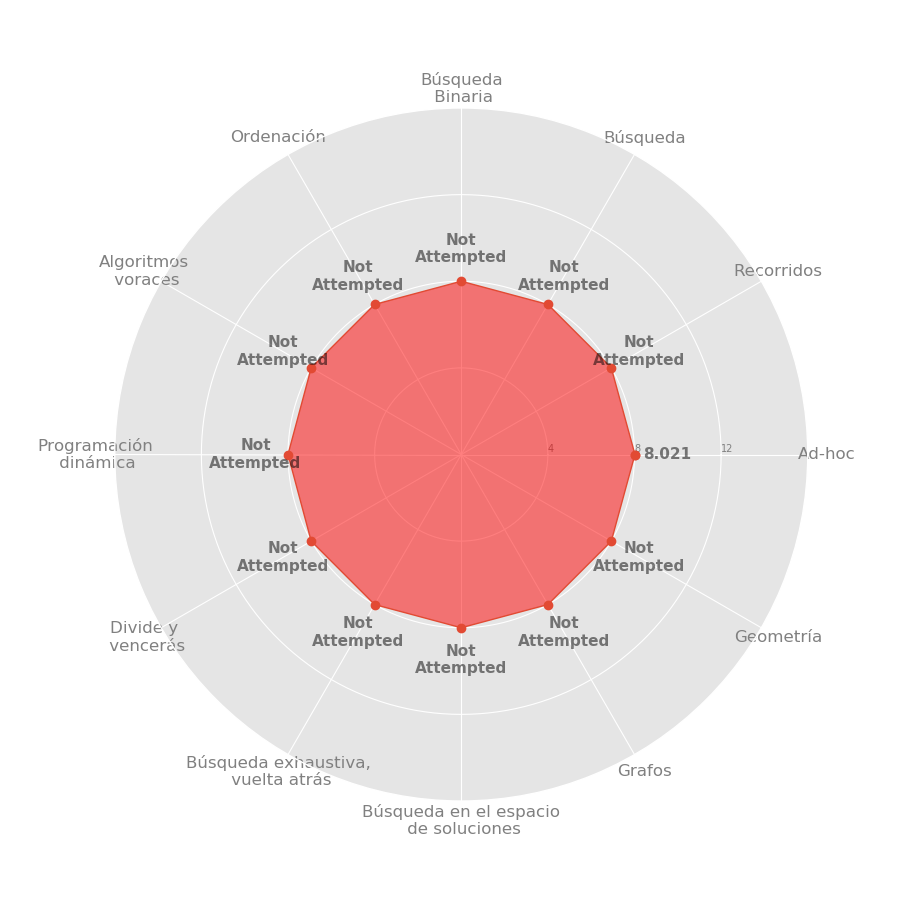 Búsqueda
Binaria
Ordenación
Búsqueda
Not
Attempted
Not
Attempted
Not
Attempted
Algoritmos
voraces
Recorridos
Not
Attempted
Not
Attempted
Programación
dinámica
Not
Attempted
4
8
12
8.021
Ad-hoc
Not
Attempted
Not
Attempted
Divide y
vencerás
Geometría
Not
Attempted
Not
Attempted
Not
Attempted
Búsqueda exhaustiva,
vuelta atrás
Grafos
Búsqueda en el espacio
de soluciones